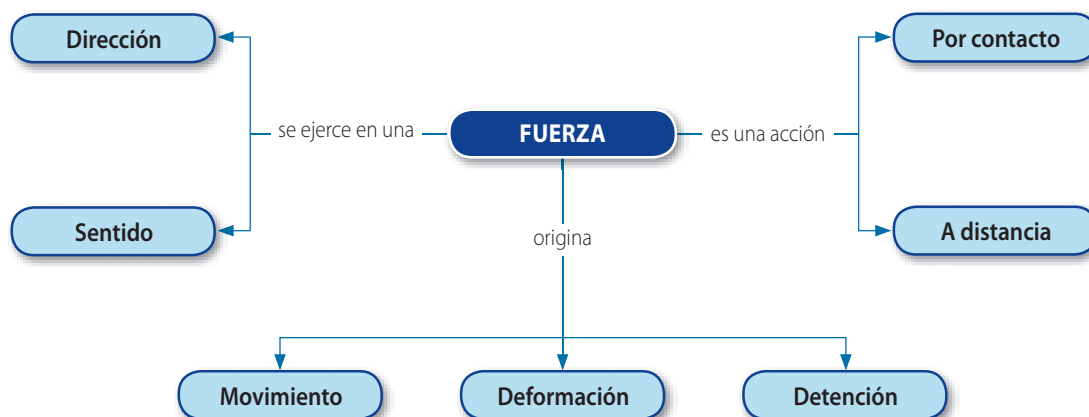 Dirección
Por contacto
se ejerce en una
FUERZA
es una acción
Sentido
origina
A distancia
Movimiento
Deformación
Detención